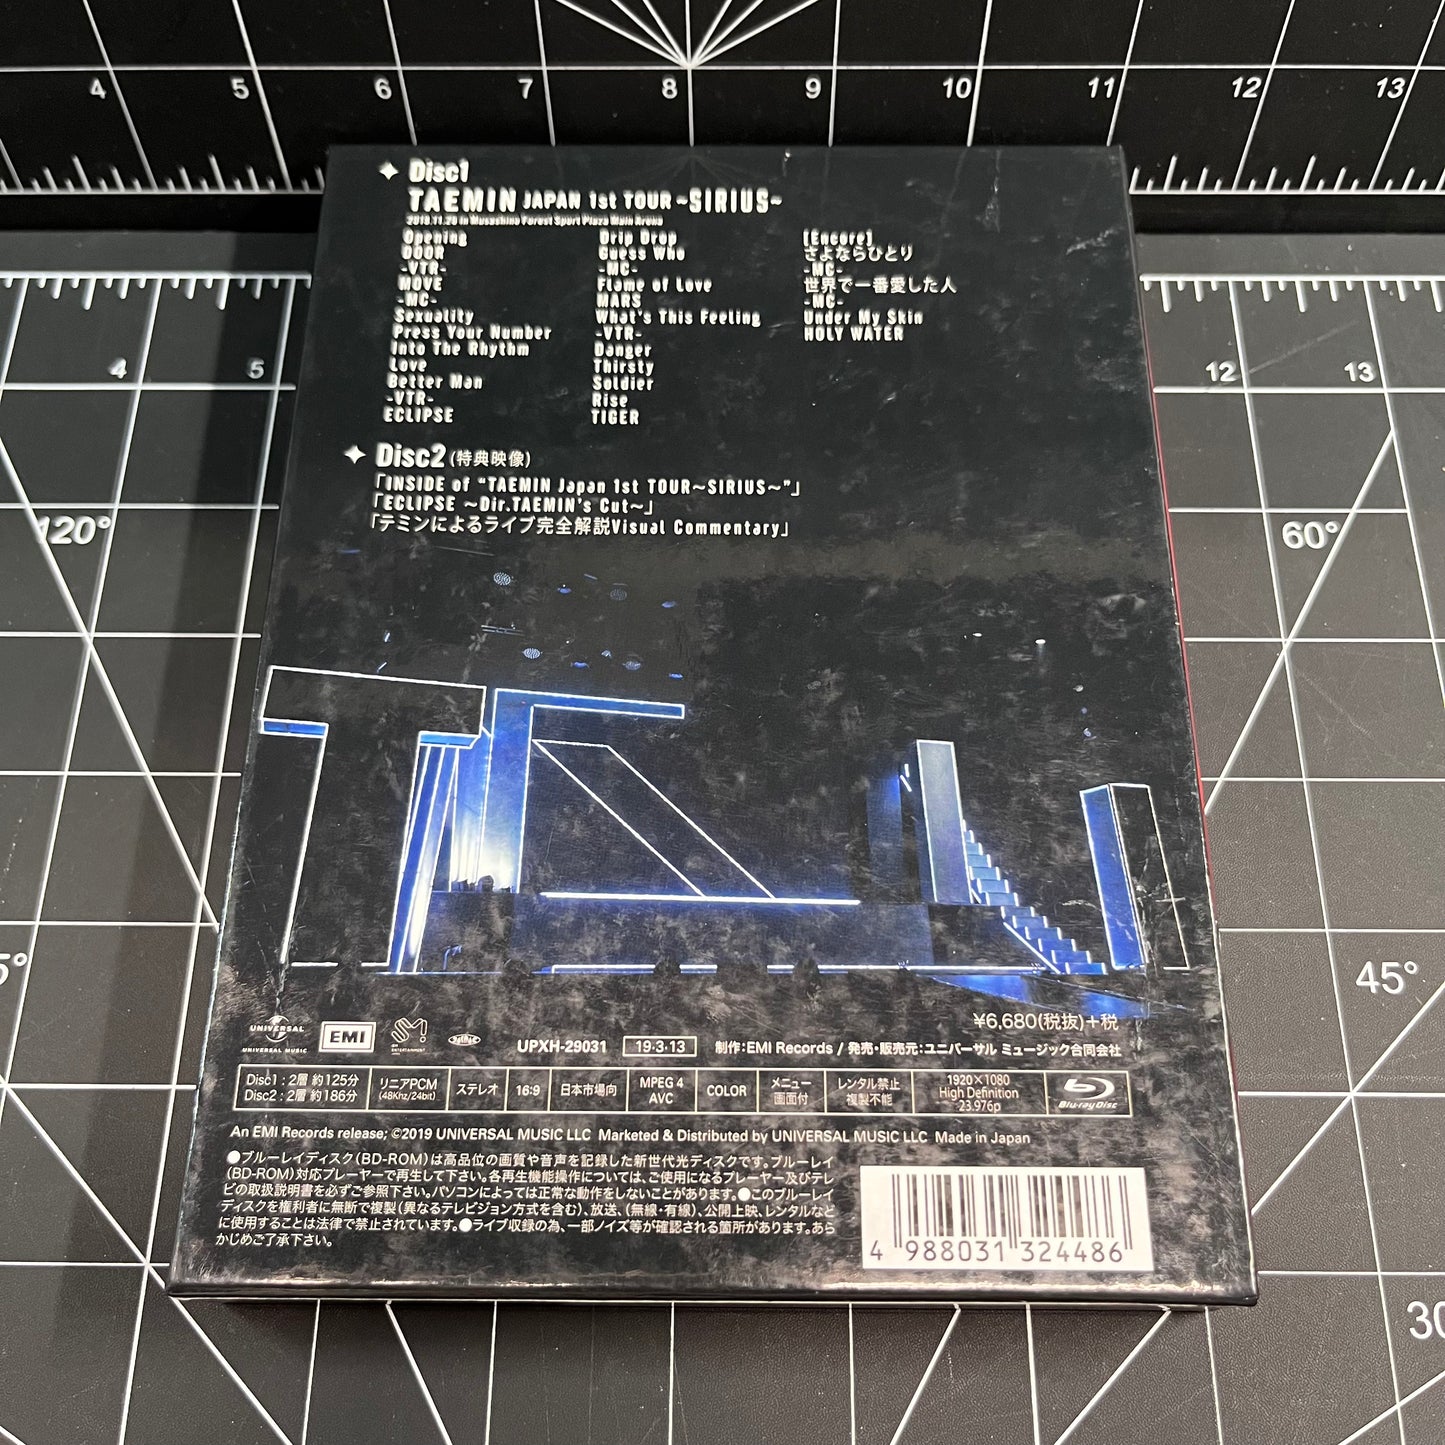 4 5 6 7 8 9 10 11 12 13
4 5 12 13
120° 60°
5° 45°
30
Disc1
TAEMIN JAPAN 1st TOUR ~SIRIUS~
2018.11.28 in Musashino Forest Sport Plaza Main Arena
Opening
DOOR
-VTR-
MOVE
-MC-
Sexuality
Press Your Number
Into The Rhythm
Love
Better Man
-VTR-
ECLIPSE
Drip Drop
Guess Who
-MC-
Flame of Love
MARS
What's This Feeling
-VTR-
Danger
Thirsty
Soldier
Rise
TIGER
[Encore]
さよならひとり
-MC-
世界で一番愛した人
-MC-
Under My Skin
HOLY WATER
Disc2 (特典映像)
「INSIDE of “TAEMIN Japan 1st TOUR~SIRIUS~”」
「ECLIPSE ~Dir.TAEMIN's Cut~」
「テミンによるライブ完全解説Visual Commentary」
¥6,680(税抜)+税
UNIVERSAL
UNIVERSAL MUSIC
EMI
UPXH-29031
19・3・13
制作:EMI Records / 発売・販売元:ユニバーサル ミュージック合同会社
Disc1 : 2層 約125分
Disc2 : 2層 約186分
リニアPCM
(48Khz/24bit)
ステレオ
16:9
日本市場向
MPEG 4
AVC
COLOR
メニュー
画面付
レンタル禁止
複製不能
1920×1080
High Definition
23.976p
Blu-ray Disc
An EMI Records release; ©2019 UNIVERSAL MUSIC LLC Marketed & Distributed by UNIVERSAL MUSIC LLC Made in Japan
●ブルーレイディスク(BD-ROM)は高品位の画質や音声を記録した新世代光ディスクです。ブルーレイ
(BD-ROM)対応プレーヤーで再生して下さい。各再生機能操作については、ご使用になるプレーヤー及びテレ
ビの取扱説明書を必ずご参照下さい。パソコンによっては正常な動作をしないことがあります。●このブルーレイ
ディスクを権利者に無断で複製(異なるテレビジョン方式を含む)、放送、(無線・有線)、公開上映、レンタルなど
に使用することは法律で禁止されています。●ライブ収録の為、一部ノイズ等が確認される箇所があります。あら
かじめご了承下さい。
4 988031 324486